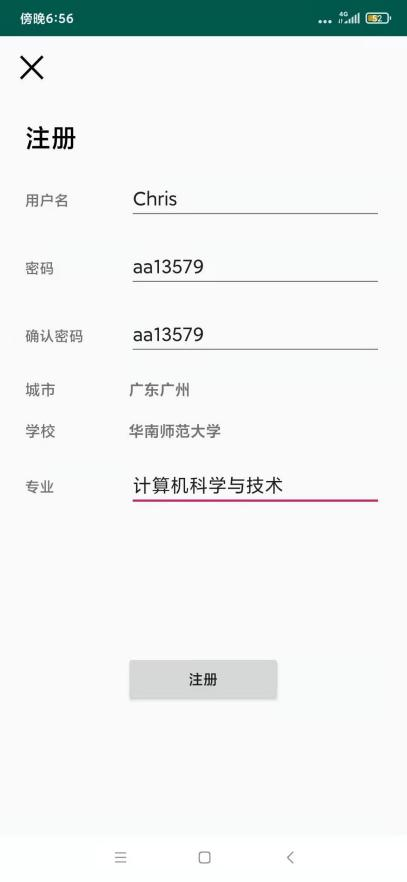 傍晚6:56
4G
52
注册
用户名 Chris
密码 aa13579
确认密码 aa13579
城市 广东广州
学校 华南师范大学
专业 计算机科学与技术
注册